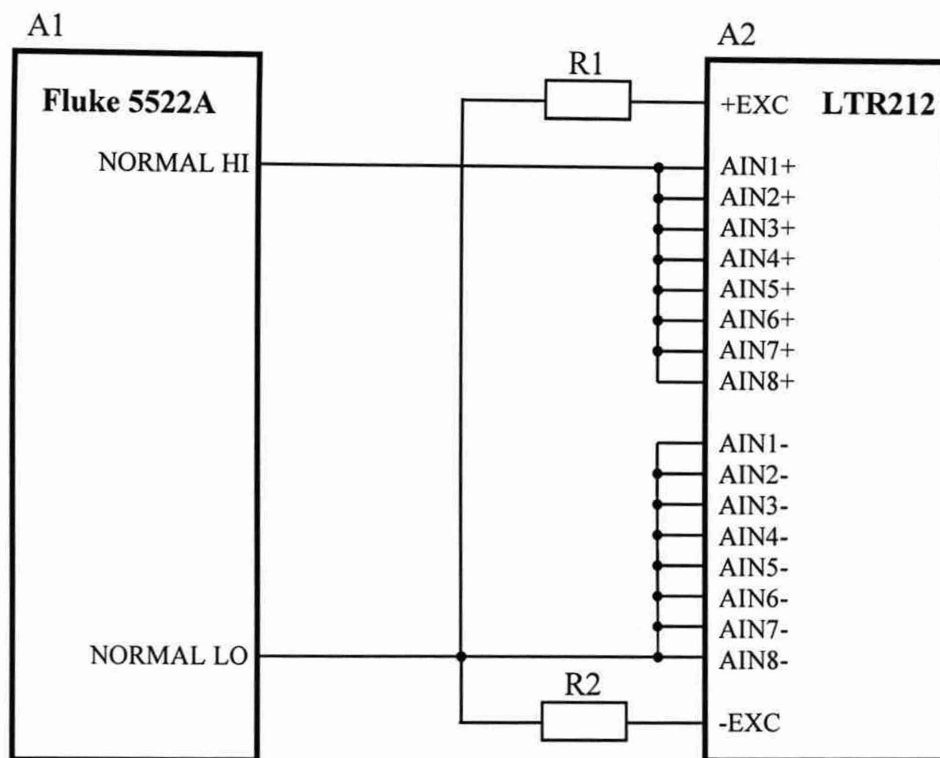 A1
Fluke 5522A
NORMAL HI
NORMAL LO
R1
R2
A2
+EXC LTR212
AIN1+
AIN2+
AIN3+
AIN4+
AIN5+
AIN6+
AIN7+
AIN8+
AIN1-
AIN2-
AIN3-
AIN4-
AIN5-
AIN6-
AIN7-
AIN8-
-EXC